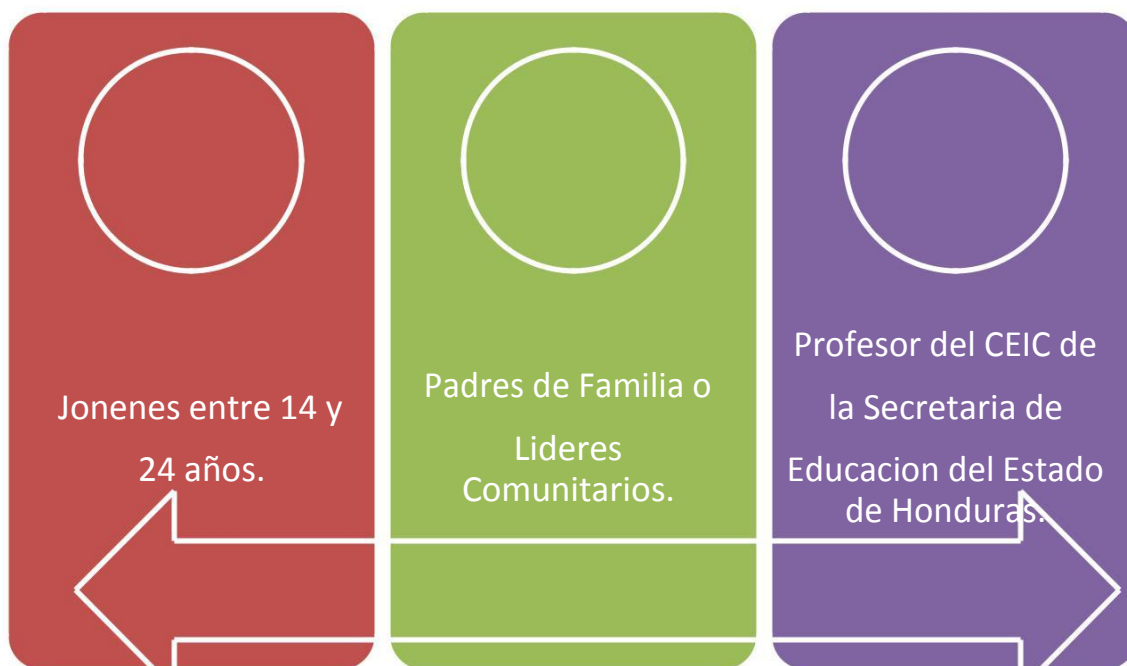 Jonenes entre 14 y
24 años.
Padres de Familia o
Lideres
Comunitarios.
Profesor del CEIC de
la Secretaria de
Educacion del Estado
de Honduras.